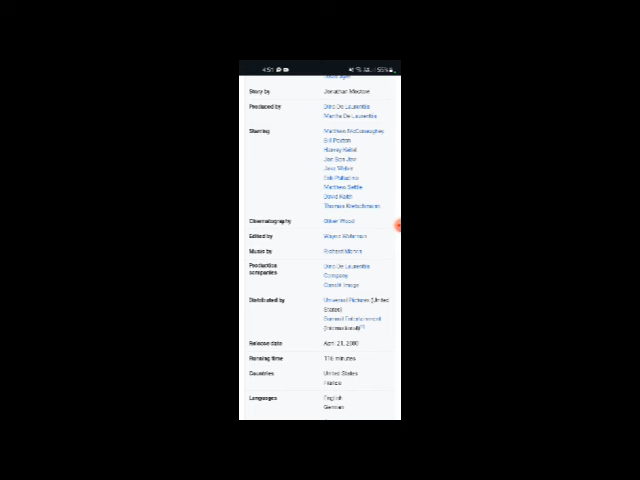 4:51
55%
Story by Jonathan Mostow
Produced by Dino De Laurentiis
Martha De Laurentiis
Starring Matthew McConaughey
Bill Paxton
Harvey Keitel
Jon Bon Jovi
Jake Weber
Erik Palladino
Matthew Settle
David Keith
Thomas Kretschmann
Cinematography Oliver Wood
Edited by Wayne Wahrman
Music by Richard Marvin
Production companies Dino De Laurentiis
Company
Canal+ Image
Distributed by Universal Pictures (United
States)
Summit Entertainment
(International)
Release date April 21, 2000
Running time 116 minutes
Countries United States
France
Languages English
German